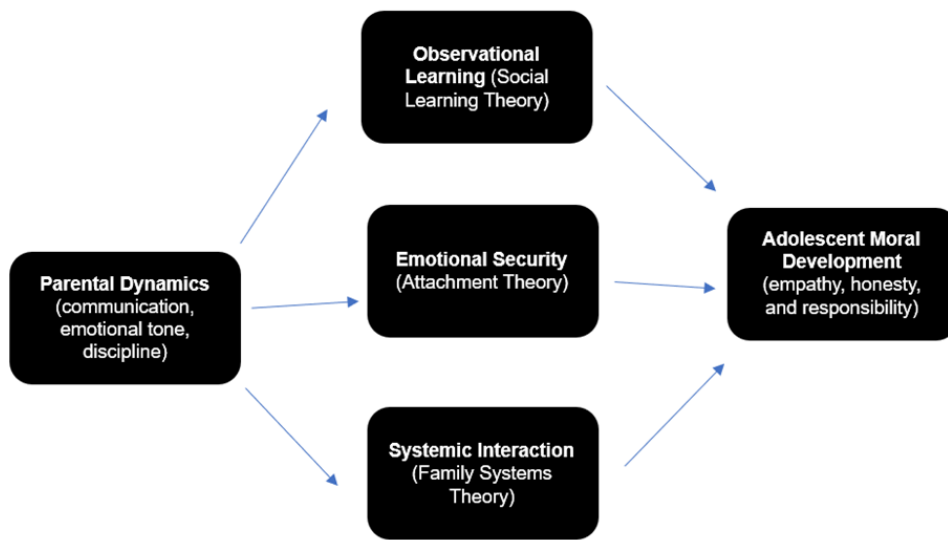 Observational
Learning (Social
Learning Theory)
Parental Dynamics
(communication,
emotional tone,
discipline)
Emotional Security
(Attachment Theory)
Systemic Interaction
(Family Systems
Theory)
Adolescent Moral
Development
(empathy, honesty,
and responsibility)